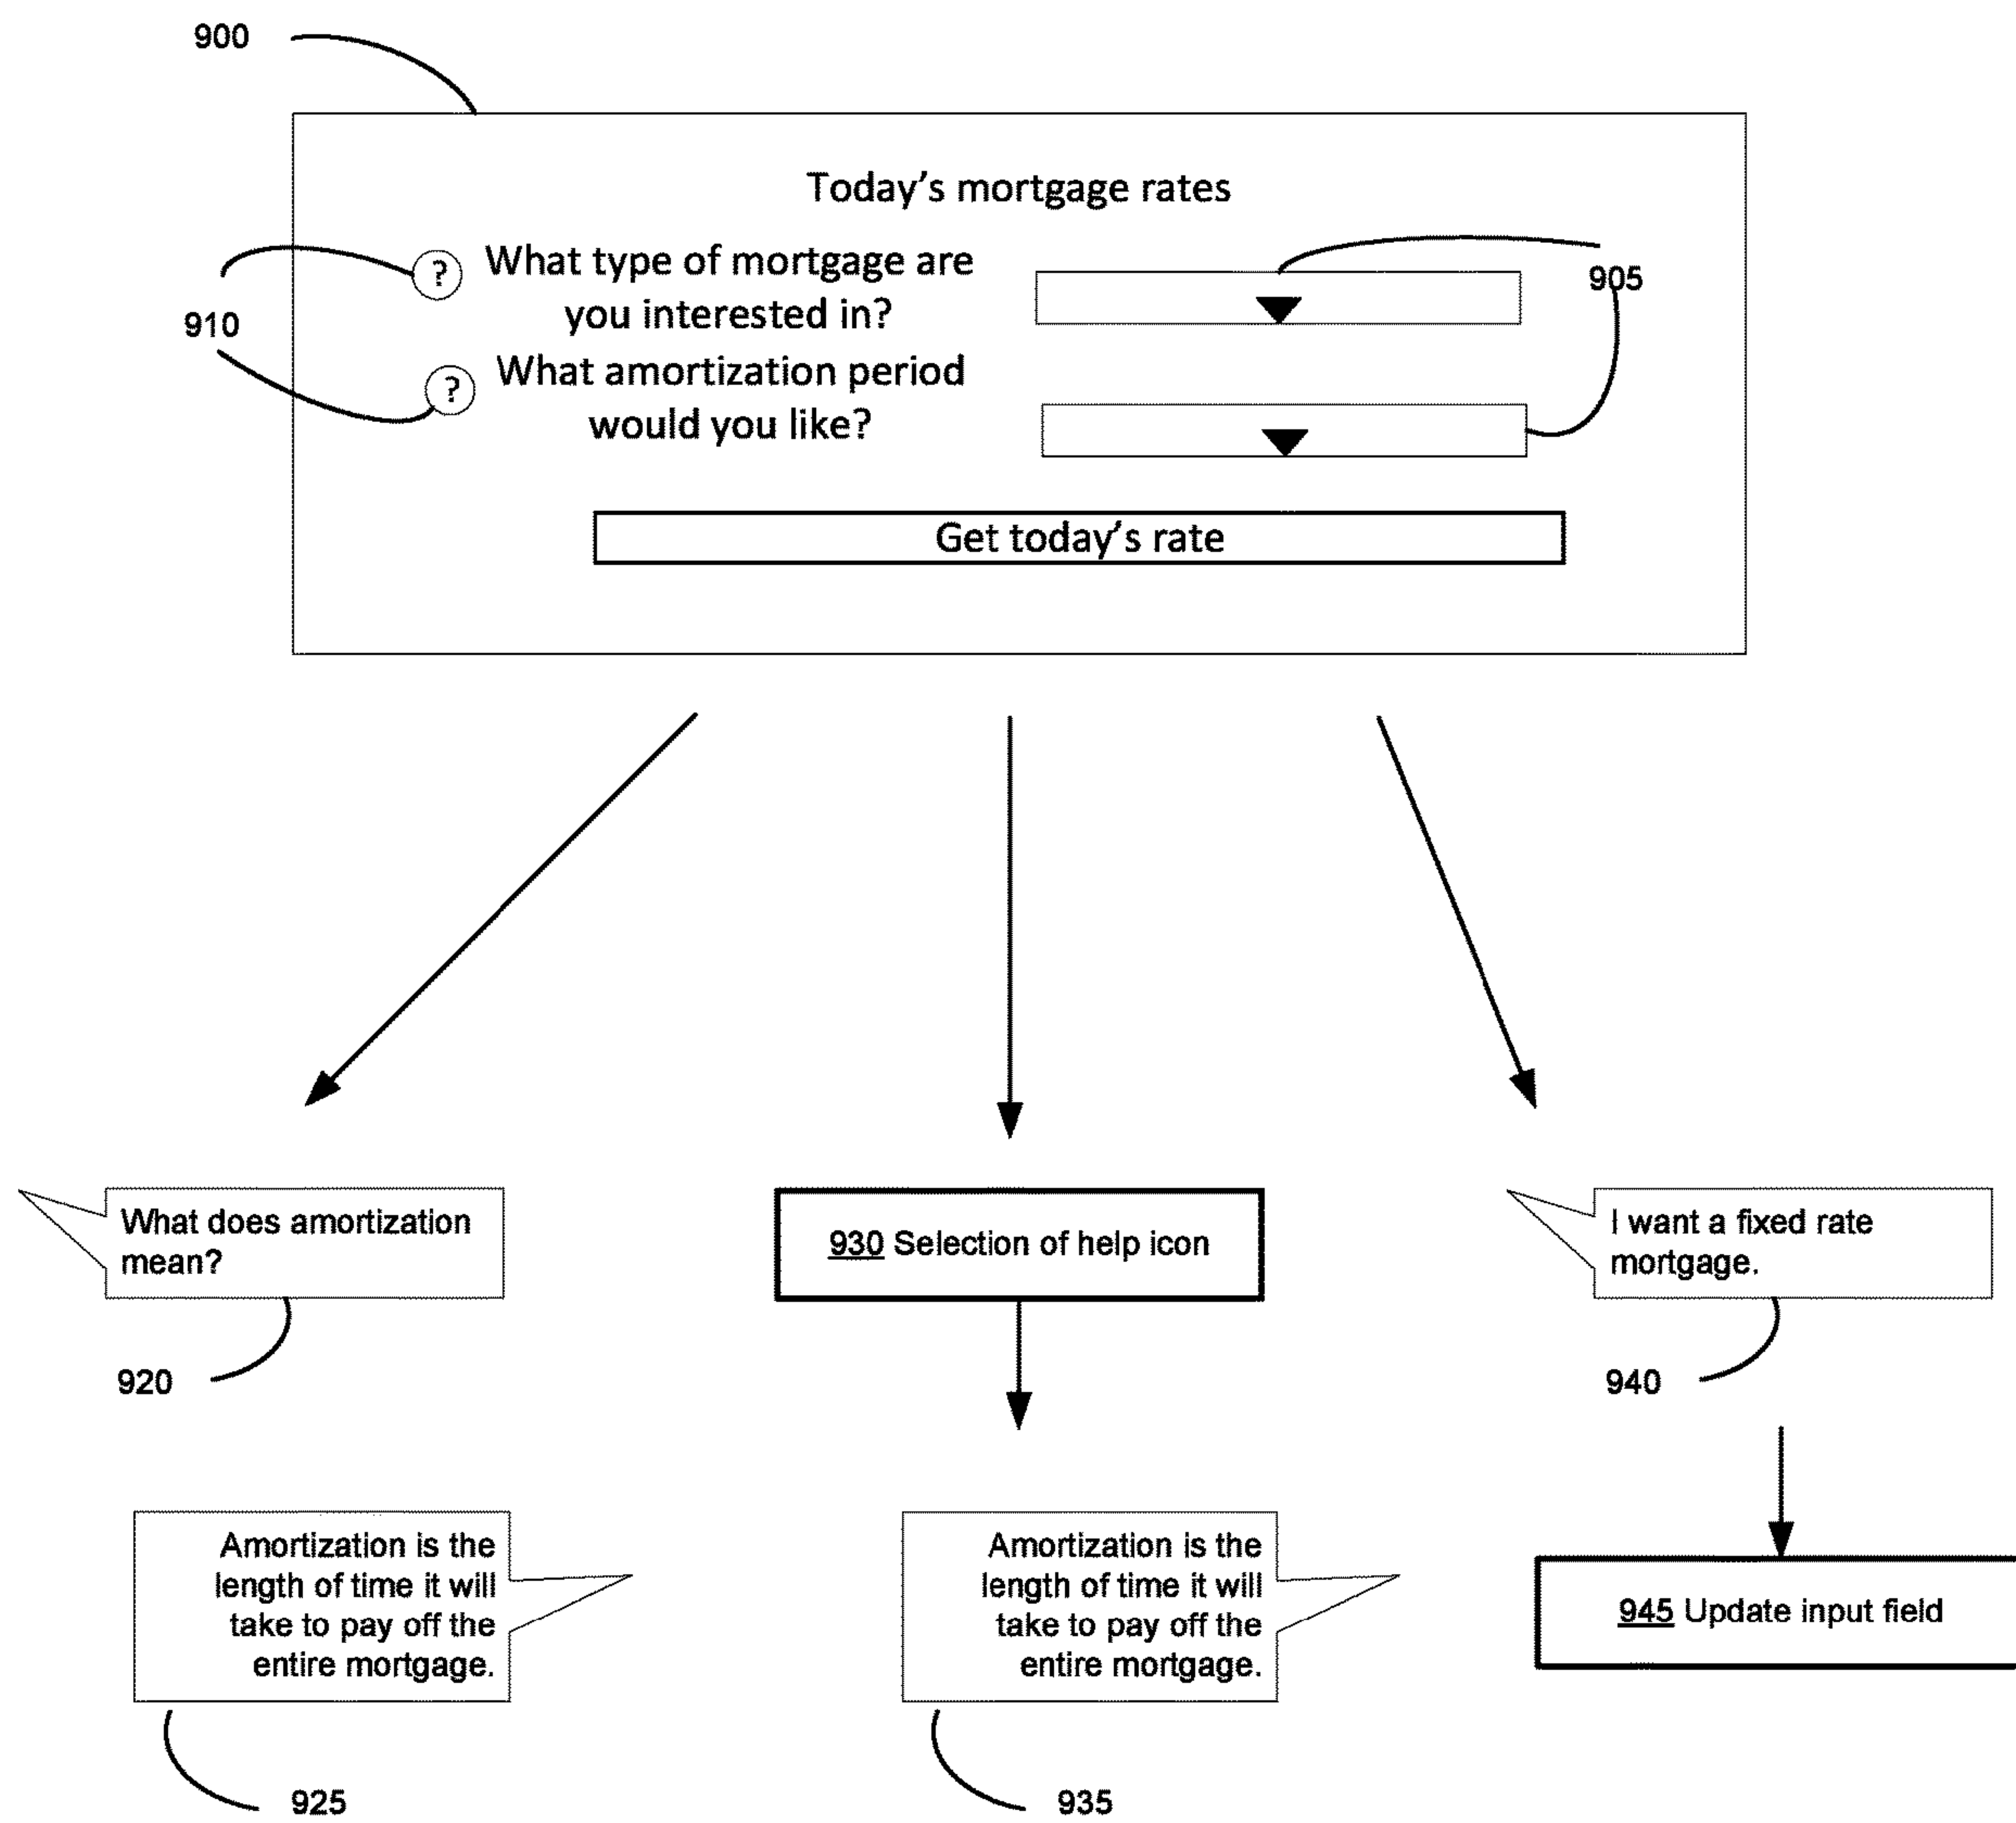 900
Today's mortgage rates
? What type of mortgage are
you interested in?
905
910
? What amortization period
would you like?
Get today's rate
What does amortization
mean?
920
930 Selection of help icon
I want a fixed rate
mortgage.
940
Amortization is the
length of time it will
take to pay off the
entire mortgage.
925
Amortization is the
length of time it will
take to pay off the
entire mortgage.
935
945 Update input field